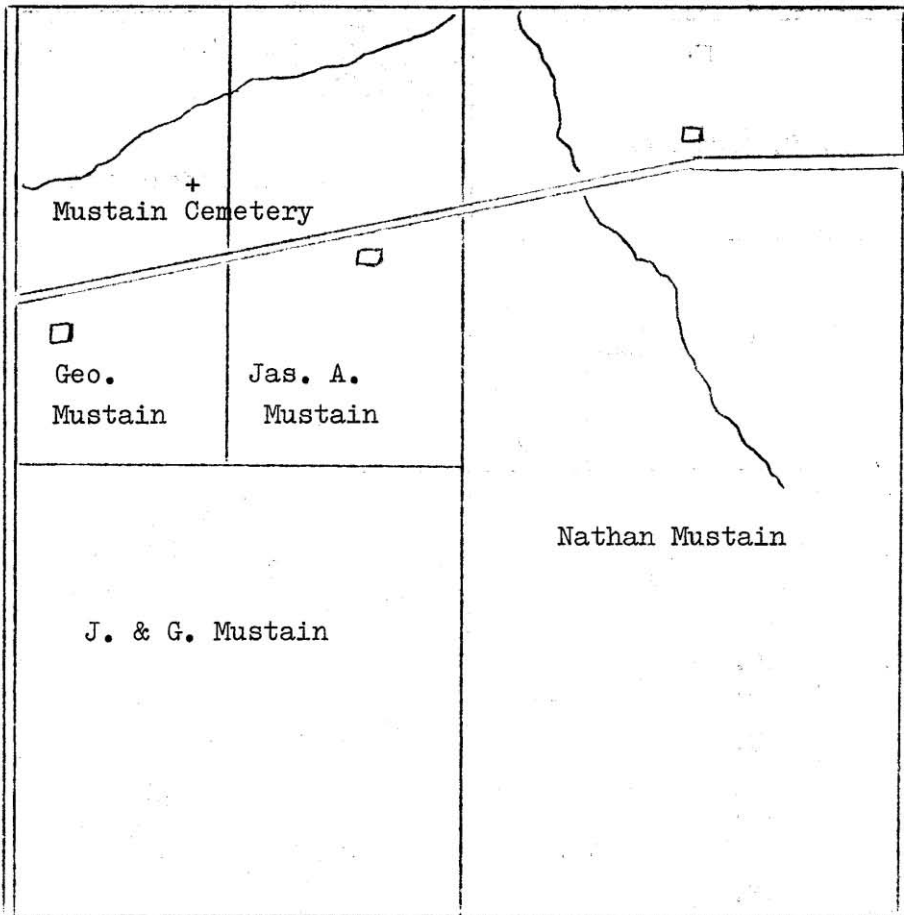 +
Mustain Cemetery
Geo.
Mustain
Jas. A.
Mustain
Nathan Mustain
J. & G. Mustain